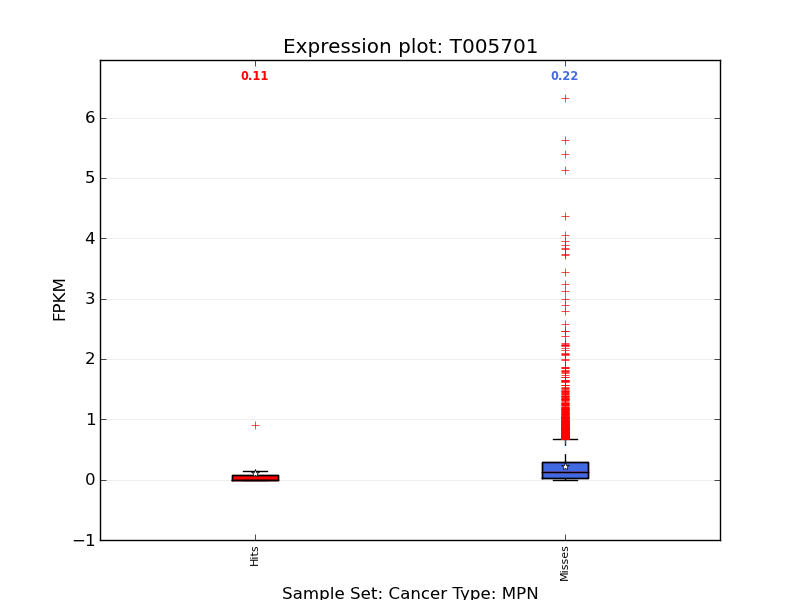 Expression plot: T005701
0.11
0.22
6
5
4
3
2
1
0
−1
FPKM
Hits
Misses
Sample Set: Cancer Type: MPN